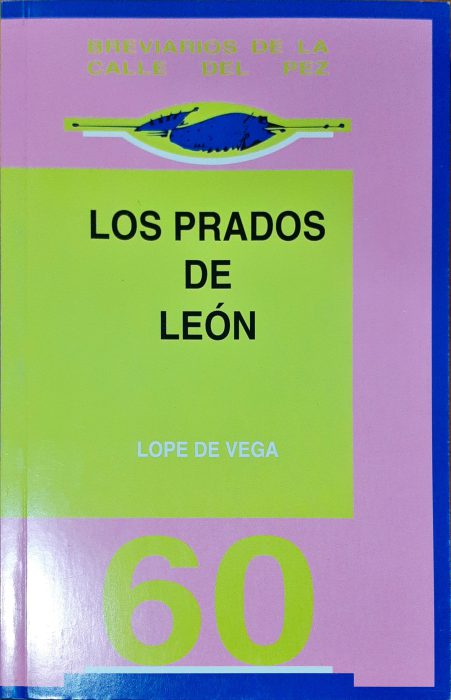 BREVIARIOS DE LA
CALLE DEL PEZ
LOS PRADOS
DE
LEÓN
LOPE DE VEGA
60